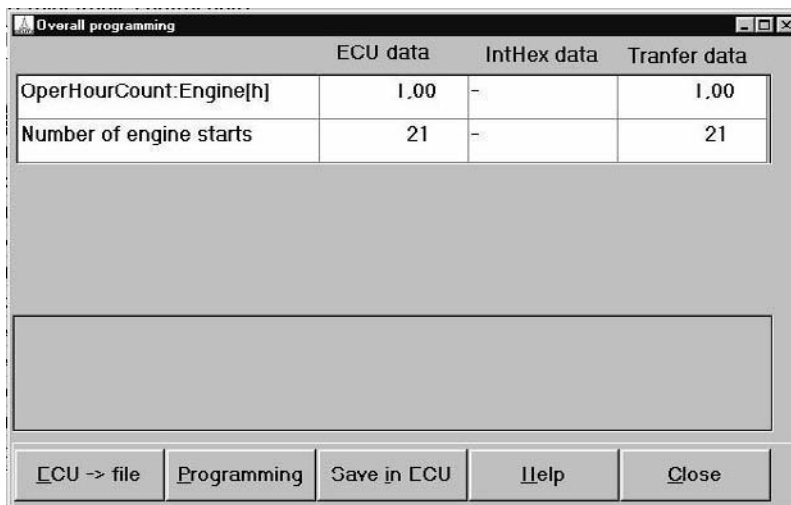 Overall programming
ECU data IntHex data Tranfer data
OperHourCount:Engine[h] 1,00 - 1,00
Number of engine starts 21 - 21
ECU -> file Programming Save in ECU Help Close